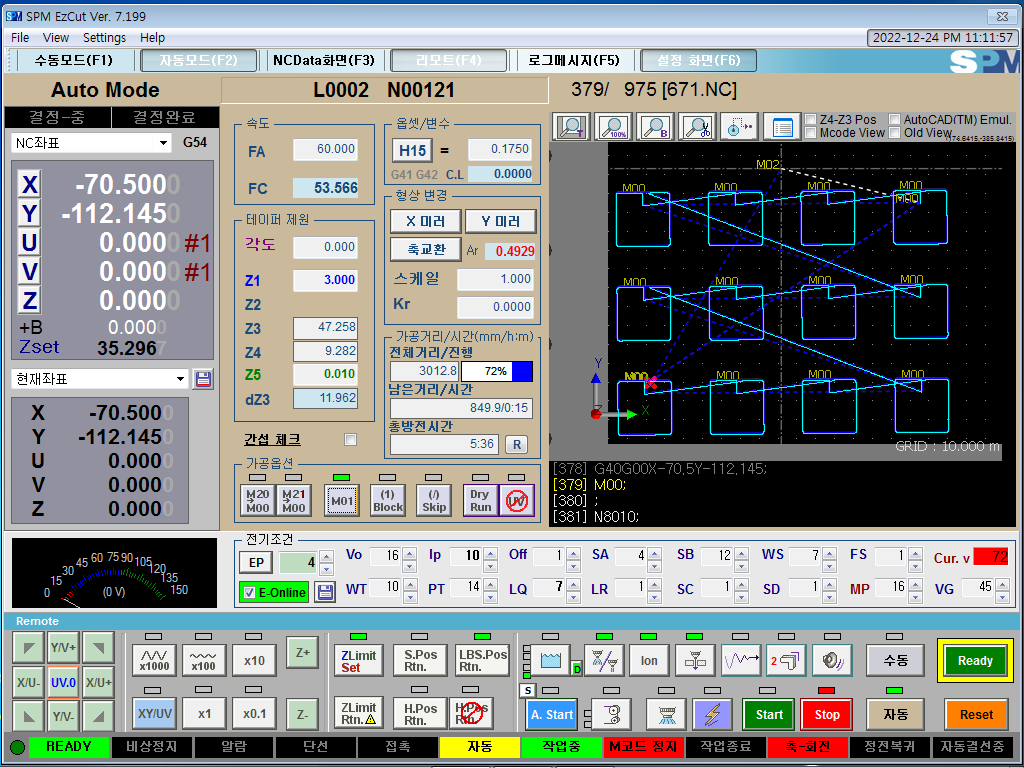 SPM EzCut Ver. 7.199
File View Settings Help
2022-12-24 PM 11:11:57
수동모드(F1) 자동모드(F2) NCData화면(F3) 리모트(F4) 로그메시지(F5) 설정 화면(F6) SPM
Auto Mode L0002 N00121 379/ 975 [671.NC]
결정-중 결정완료
NC좌표 G54
X -70.5000
Y -112.1450
U 0.0000 #1
V 0.0000 #1
Z 0.0000
+B 0.0000
Zset 35.2967
현재좌표
X -70.5000
Y -112.1450
U 0.0000
V 0.0000
Z 0.0000
속도
FA 60.000
FC 53.566
테이퍼 제원
각도 0.000
Z1 3.000
Z2
Z3 47.258
Z4 9.282
Z5 0.010
dZ3 11.962
간섭 체크
옵셋/변수
H15 = 0.1750
G41 G42 C.L 0.0000
형상 변경
X 미러 Y 미러
축교환 Ar 0.4929
스케일 1.000
Kr 0.0000
가공거리/시간(mm/h:m)
전체거리/진행
3012.8 72%
남은거리/시간
849.9/0:15
총방전시간
5:36 R
가공옵션
M20 M00 M21 M00 M01 (1) Block (/) Skip Dry Run UV
100% B
Z4-Z3 Pos AutoCAD(TM) Emul.
Mcode View Old View
(76.6415,-385.8415)
M02
M00 M00 M00 M00
M00
M00 M00 M00 M00
M00 M00 M00 M00
Y
Z X
GRID : 10.000 m
[378] G40G00X-70.5Y-112.145;
[379] M00;
[380] ;
[381] N8010;
0 15 30 45 60 75 90 105 120 135 150
(0 V)
전기조건
EP 4
E-Online
Vo 16 Ip 10 Off 1 SA 4 SB 12 WS 7 FS 1 Cur. v 72
WT 10 PT 14 LQ 7 LR 1 SC 1 SD 1 MP 16 VG 45
Remote
Y/V+
X/U- UV.0 X/U+
Y/V-
x1000 x100 x10 Z+
XY/UV x1 x0.1 Z-
ZLimit Set S.Pos Rtn. LBS.Pos Rtn.
ZLimit Rtn. H.Pos Rtn. H.Pos Rtn.
D Ion 2 수동 Ready
S A. Start Start Stop 자동 Reset
READY 비상정지 알람 단선 접촉 자동 작업중 M코드 정지 작업종료 축-회전 정전복귀 자동결선중